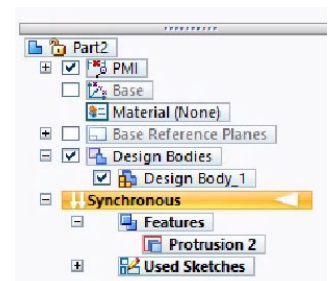 Part2
PMI
Base
Material (None)
Base Reference Planes
Design Bodies
Design Body_1
Synchronous
Features
Protrusion 2
Used Sketches